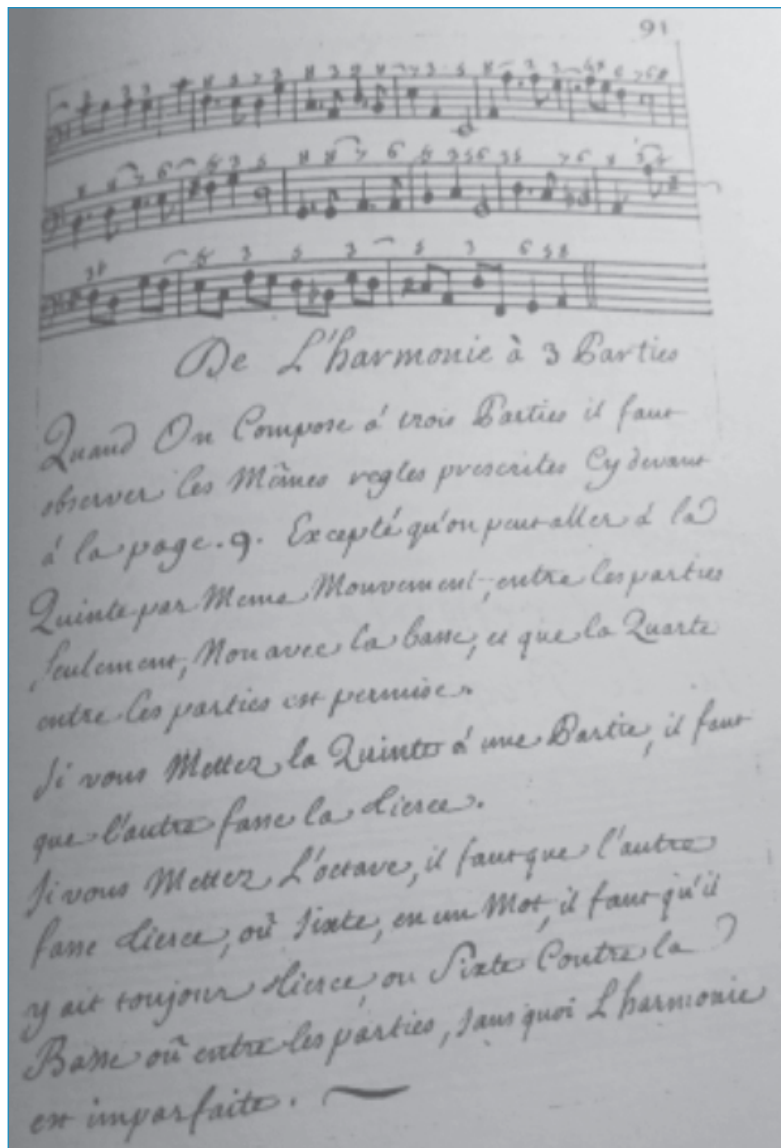 91
De L'harmonie à 3 Parties
Quand On Compose à trois Parties il faut
observer les Mêmes regles prescrites Cy devant
à la page. 9. Excepté qu'on peut aller à la
Quinte par Meme Mouvement, entre les parties
seulement, Non avec la basse, et que la Quarte
entre les parties est permise.
Si vous Mettez la Quinte à une Partie, il faut
que l'autre fasse la tierce.
Si vous Mettez L'octave, il faut que l'autre
fasse tierce, où sixte, en un Mot, il faut qu'il
y ait toujour tierce, ou Sixte Contre la
Basse où entre les parties, sans quoi L'harmonie
est imparfaite.